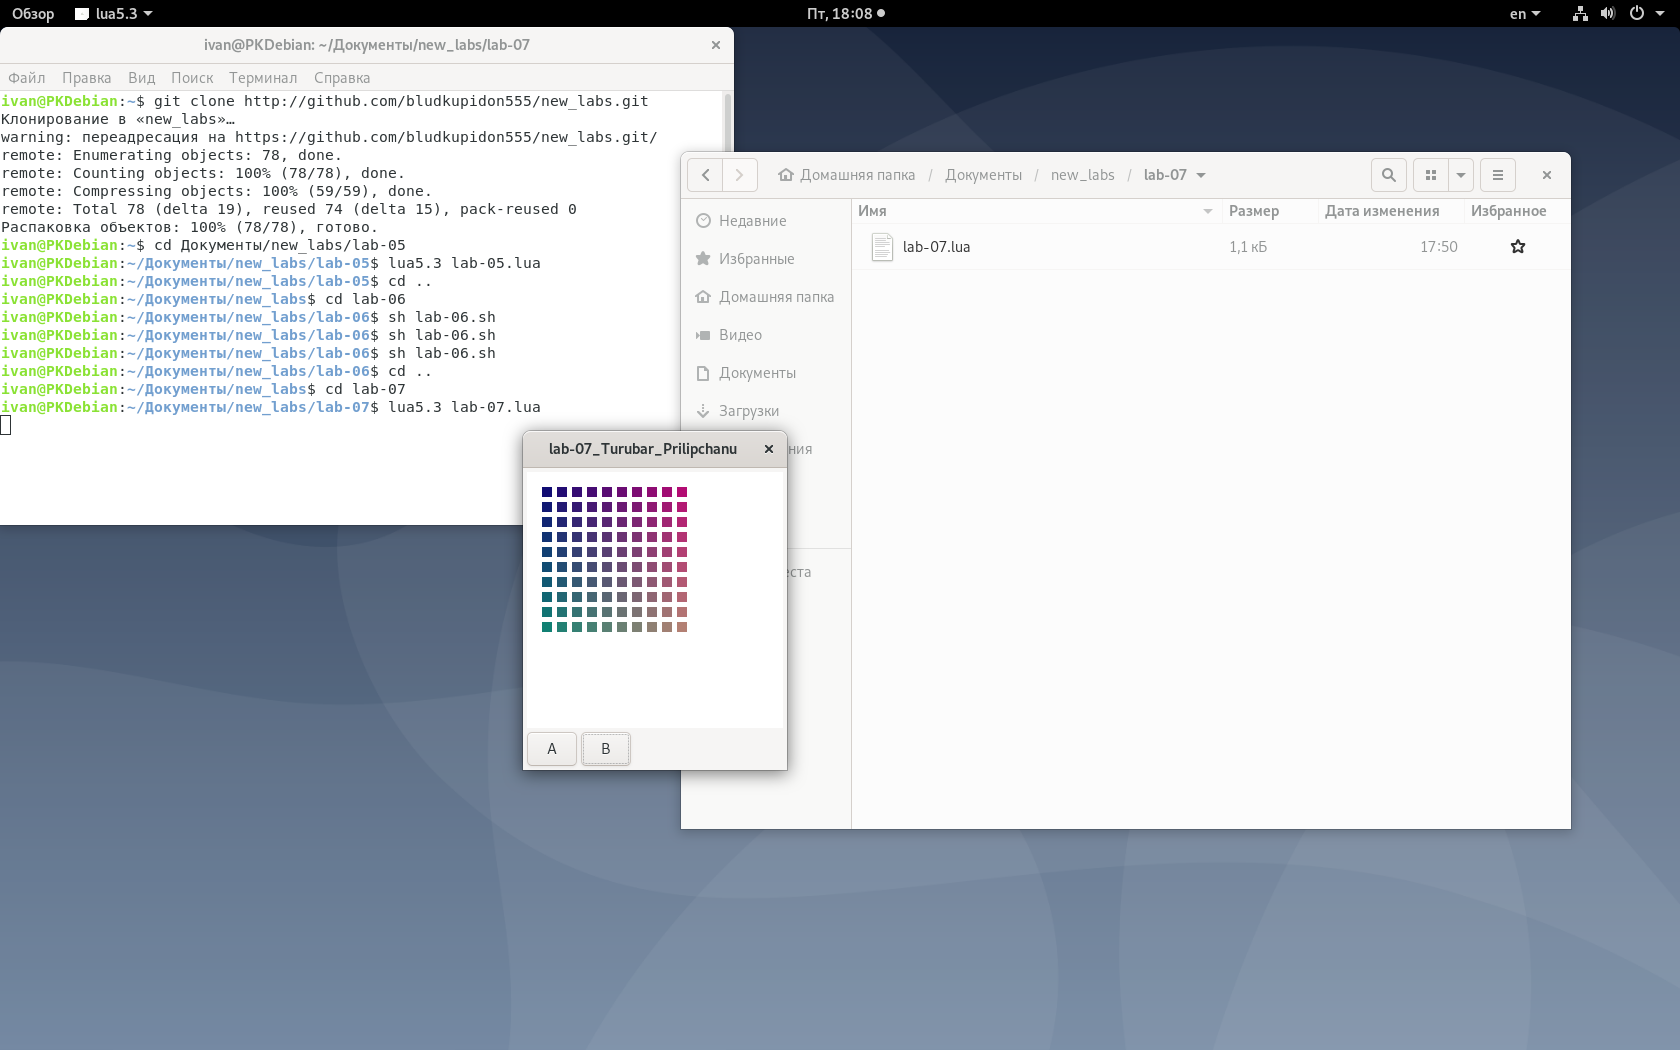 Обзор lua5.3 Пт, 18:08 en
ivan@PKDebian: ~/Документы/new_labs/lab-07
Файл Правка Вид Поиск Терминал Справка
ivan@PKDebian:~$ git clone http://github.com/bludkupidon555/new_labs.git
Клонирование в «new_labs»…
warning: переадресация на https://github.com/bludkupidon555/new_labs.git/
remote: Enumerating objects: 78, done.
remote: Counting objects: 100% (78/78), done.
remote: Compressing objects: 100% (59/59), done.
remote: Total 78 (delta 19), reused 74 (delta 15), pack-reused 0
Распаковка объектов: 100% (78/78), готово.
ivan@PKDebian:~$ cd Документы/new_labs/lab-05
ivan@PKDebian:~/Документы/new_labs/lab-05$ lua5.3 lab-05.lua
ivan@PKDebian:~/Документы/new_labs/lab-05$ cd ..
ivan@PKDebian:~/Документы/new_labs$ cd lab-06
ivan@PKDebian:~/Документы/new_labs/lab-06$ sh lab-06.sh
ivan@PKDebian:~/Документы/new_labs/lab-06$ sh lab-06.sh
ivan@PKDebian:~/Документы/new_labs/lab-06$ sh lab-06.sh
ivan@PKDebian:~/Документы/new_labs/lab-06$ cd ..
ivan@PKDebian:~/Документы/new_labs$ cd lab-07
ivan@PKDebian:~/Документы/new_labs/lab-07$ lua5.3 lab-07.lua
Домашняя папка / Документы / new_labs / lab-07
Имя Размер Дата изменения Избранное
lab-07.lua 1,1 кБ 17:50
Недавние
Избранные
Домашняя папка
Видео
Документы
Загрузки
ния
еста
lab-07_Turubar_Prilipchanu
A B